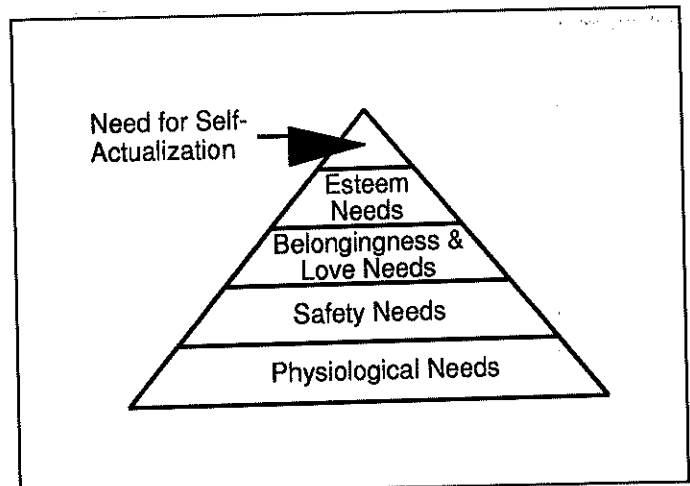 Need for Self-
Actualization
Esteem
Needs
Belongingness &
Love Needs
Safety Needs
Physiological Needs